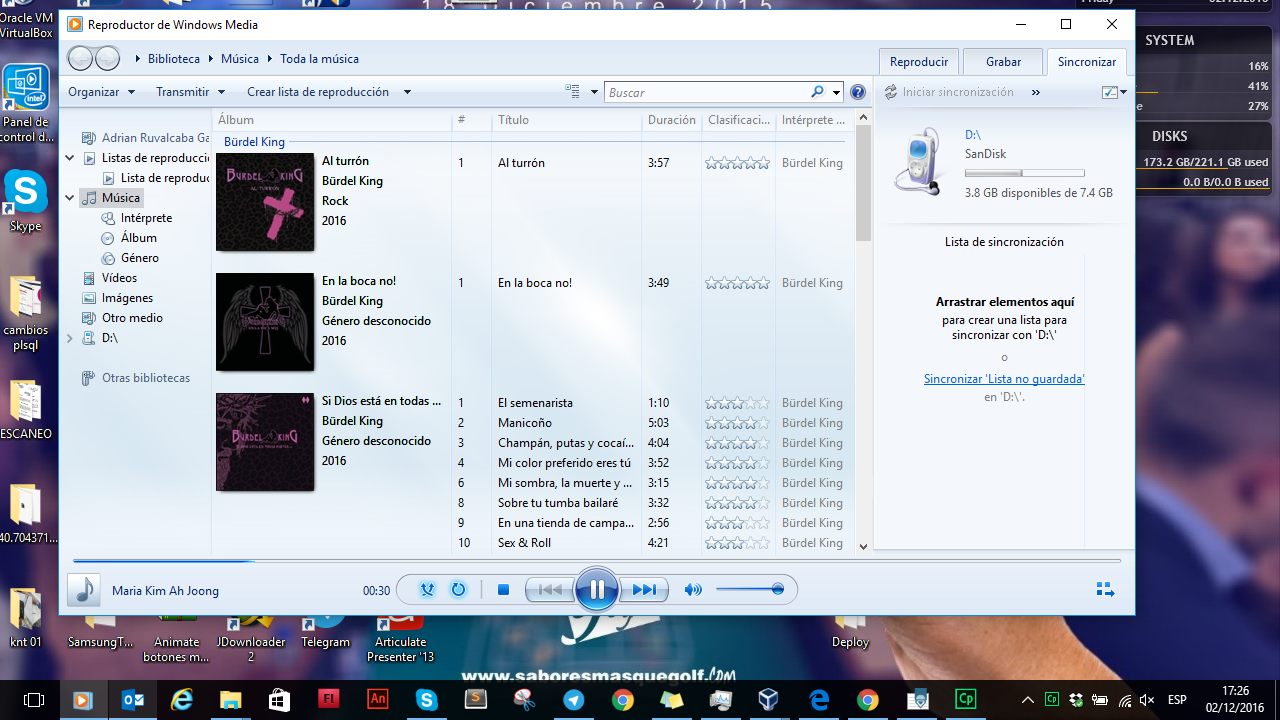 18 Diciembre 2015
Friday
02/12/2016
Oracle VM
VirtualBox
Panel de
control d...
Skype
cambios
plsql
ESCANEO
40.704371...
knt 01
SYSTEM
16%
41%
27%
DISKS
173.2 GB/221.1 GB used
0.0 B/0.0 B used
Reproductor de Windows Media
Biblioteca
Música
Toda la música
Reproducir
Grabar
Sincronizar
Organizar
Transmitir
Crear lista de reproducción
Buscar
Iniciar sincronización
»
Adrian Ruvalcaba Ga
Listas de reproducci
Lista de reproduc
Música
Intérprete
Álbum
Género
Vídeos
Imágenes
Otro medio
D:\
Otras bibliotecas
Álbum
#
Título
Duración
Clasificaci...
Intérprete ...
Bürdel King
BÜRDEL KING
AL TURRÓN
Al turrón
Bürdel King
Rock
2016
1
Al turrón
3:57
Bürdel King
En la boca no!
Bürdel King
Género desconocido
2016
1
En la boca no!
3:49
Bürdel King
BÜRDEL KING
Si Dios está en todas ...
Bürdel King
Género desconocido
2016
1 El semenarista 1:10 Bürdel King
2 Manicoño 5:03 Bürdel King
3 Champán, putas y cocaí... 4:04 Bürdel King
4 Mi color preferido eres tú 3:52 Bürdel King
6 Mi sombra, la muerte y ... 3:15 Bürdel King
8 Sobre tu tumba bailaré 3:32 Bürdel King
9 En una tienda de campa... 2:56 Bürdel King
10 Sex & Roll 4:21 Bürdel King
D:\
SanDisk
3.8 GB disponibles de 7.4 GB
Lista de sincronización
Arrastrar elementos aquí
para crear una lista para
sincronizar con 'D:\'
o
Sincronizar 'Lista no guardada'
en 'D:\'.
Maria Kim Ah Joong
00:30
SamsungT...
Animate
botones m...
JDownloader
2
Telegram
Articulate
Presenter '13
Deploy
www.saboresmasquegolf.com
ESP
17:26
02/12/2016